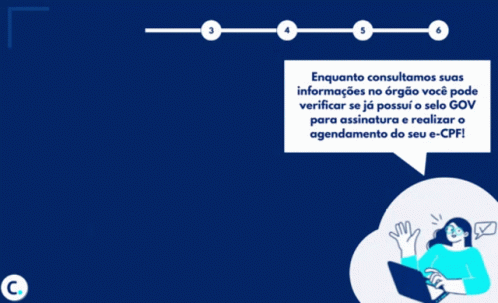 3 4 5 6
Enquanto consultamos suas
informações no órgão você pode
verificar se já possuí o selo GOV
para assinatura e realizar o
agendamento do seu e-CPF!
C.